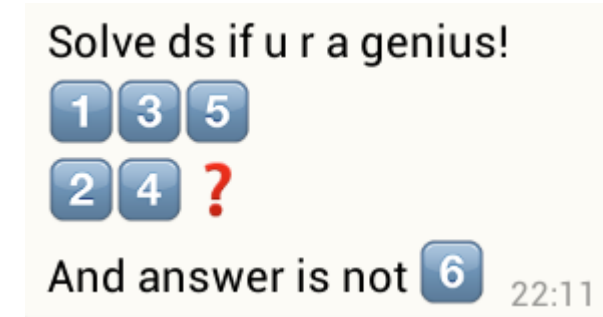 Solve ds if u r a genius!
1 3 5
2 4 ❓
And answer is not 6 22:11